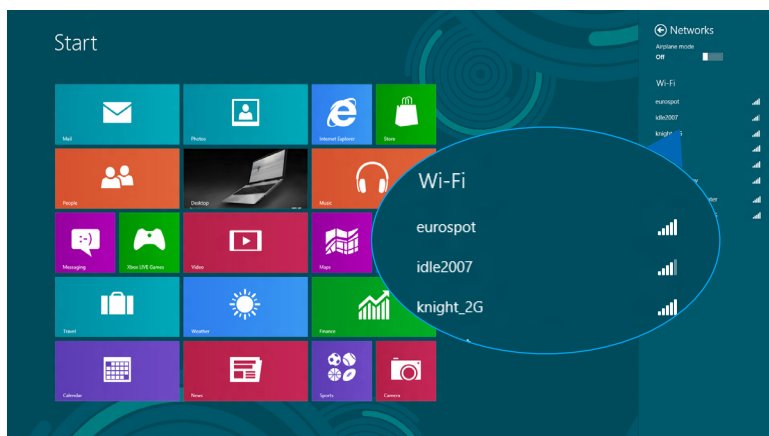 Start
Mail
Photos
Internet Explorer
Store
People
Desktop
Music
Messaging
Xbox LIVE Games
Video
Maps
Travel
Weather
Finance
Calendar
News
Sports
Camera
Networks
Airplane mode
Off
Wi-Fi
eurospot
idle2007
Wi-Fi
eurospot
idle2007
knight_2G